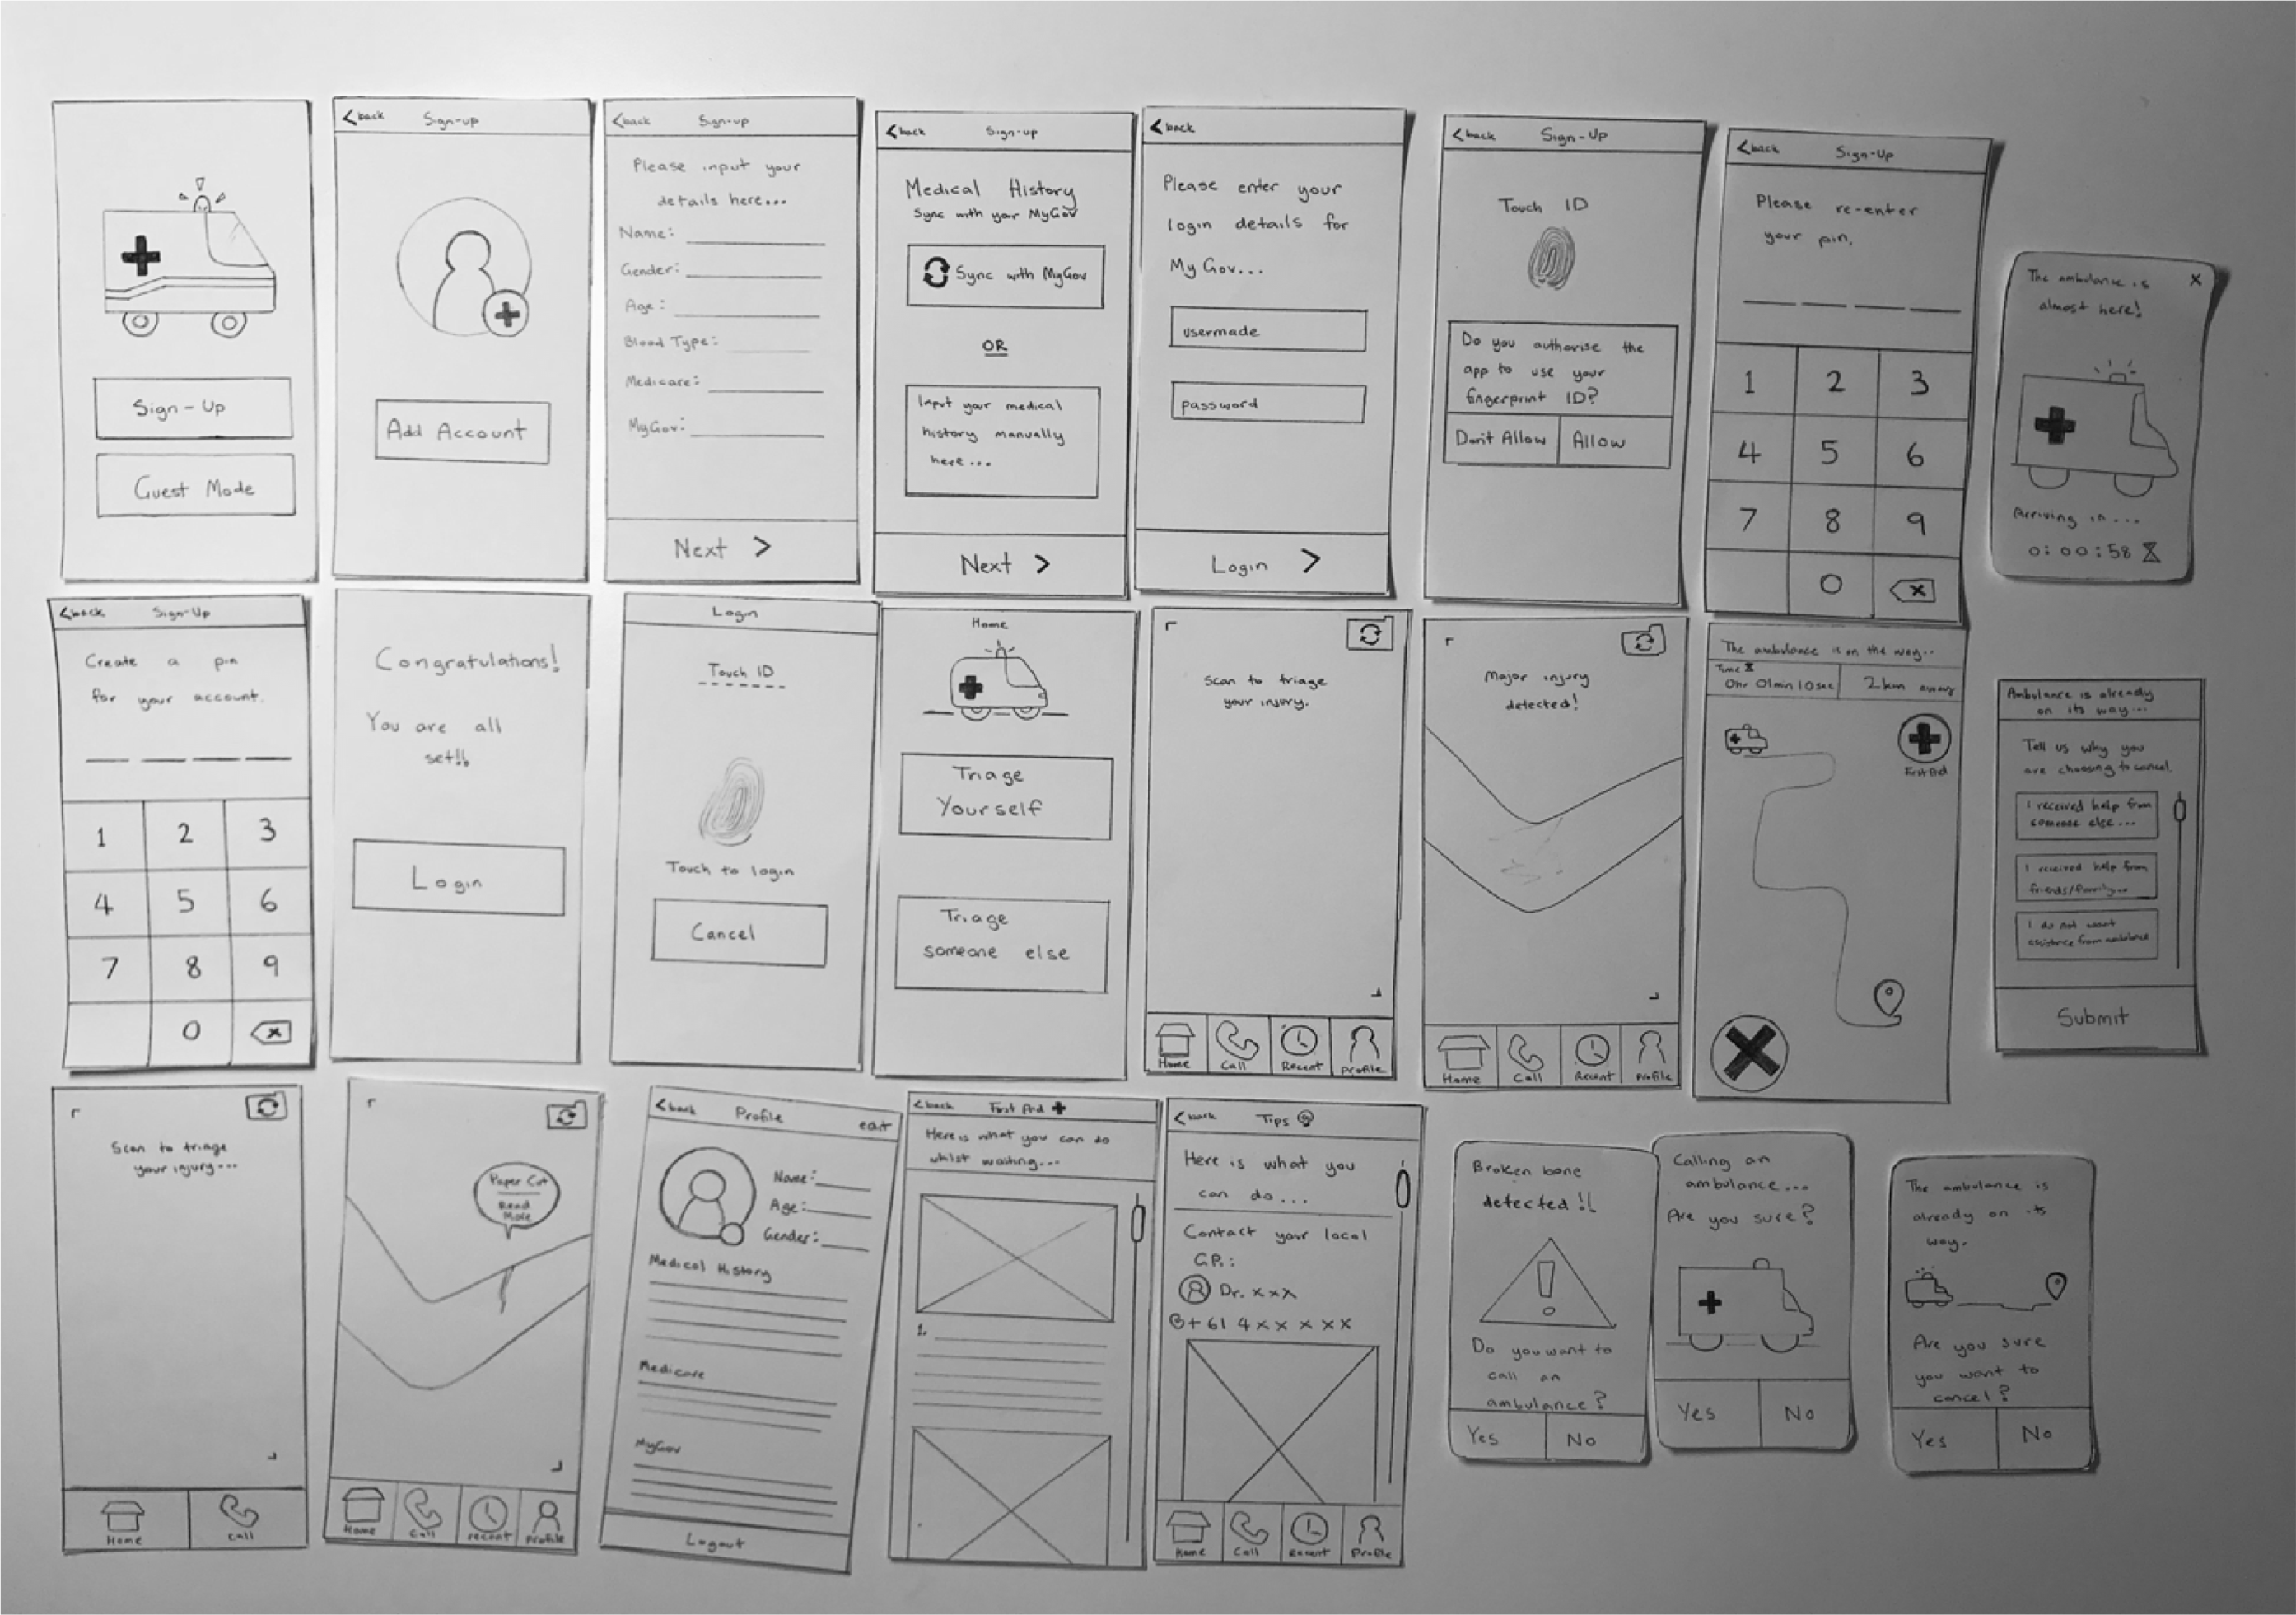 Sign-Up
Guest Mode
<back Sign-up
Add Account
<back Sign-up
Please input your
details here...
Name:
Gender:
Age:
Blood Type:
Medicare:
MyGov:
Next >
<back Sign-up
Medical History
Sync with your MyGov
Sync with MyGov
OR
Input your medical
history manually
here...
Next >
<back
Please enter your
login details for
My Gov...
usermade
password
Login >
<back Sign-Up
Touch ID
Do you authorise the
app to use your
fingerprint ID?
Don't Allow Allow
<back Sign-Up
Please re-enter
your pin.
1 2 3
4 5 6
7 8 9
0 x
The ambulance is x
almost here!
Arriving in...
0:00:58
<back Sign-Up
Create a pin
for your account.
1 2 3
4 5 6
7 8 9
0 x
Congratulations!
You are all
set!!
Login
Login
Touch ID
Touch to login
Cancel
Home
Triage
Yourself
Triage
someone else
Scan to triage
your injury.
Home Call Recent Profile
Major injury
detected!
Home Call Recent Profile
The ambulance is on the way..
Time
0hr 01min 10sec 2km away
First Aid
Ambulance is already
on its way...
Tell us why you
are choosing to cancel.
I received help from
someone else...
I received help from
friends/family...
I do not want
assistance from ambulance
Submit
Scan to triage
your injury...
Home Call
Paper Cut
Read
More
Home Call recent Profile
<back Profile edit
Name:
Age:
Gender:
Medical History
Medicare
MyGov
Logout
<back First Aid
Here is what you can do
whilst waiting...
1.
<back Tips
Here is what you
can do...
Contact your local
GP.:
Dr. xxx
+61 4xx x xx
Home Call Recent Profile
Broken bone
detected!!
!
Do you want to
call an
ambulance?
Yes No
Calling an
ambulance...
Are you sure?
Yes No
The ambulance is
already on its
way.
Are you sure
you want to
cancel?
Yes No